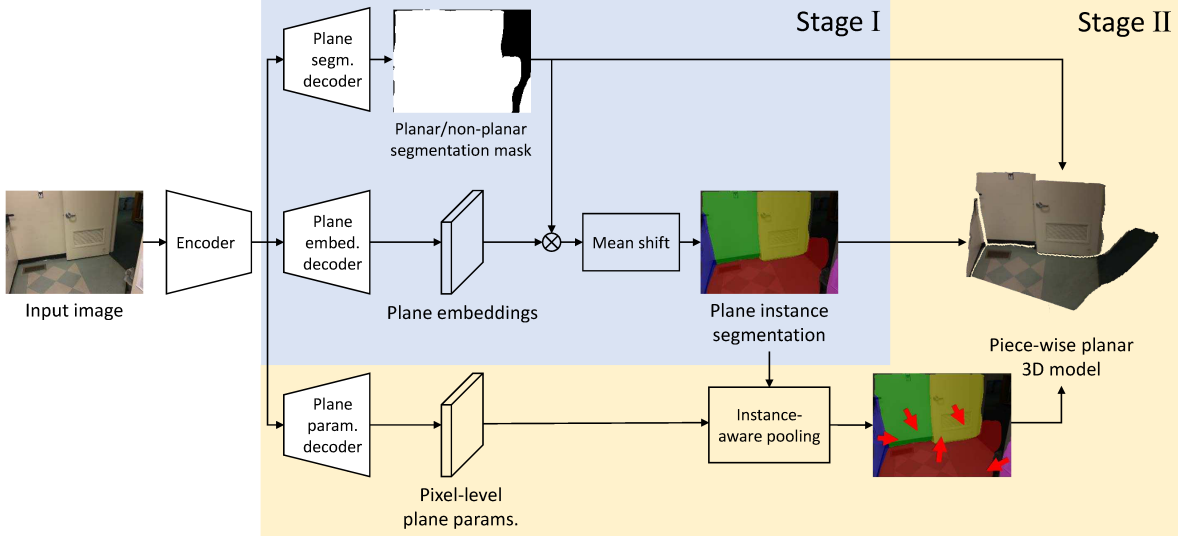 Stage I
Stage II
Plane
segm.
decoder
Planar/non-planar
segmentation mask
Encoder
Input image
Plane
embed.
decoder
Plane embeddings
Mean shift
Plane instance
segmentation
Piece-wise planar
3D model
Plane
param.
decoder
Pixel-level
plane params.
Instance-
aware pooling